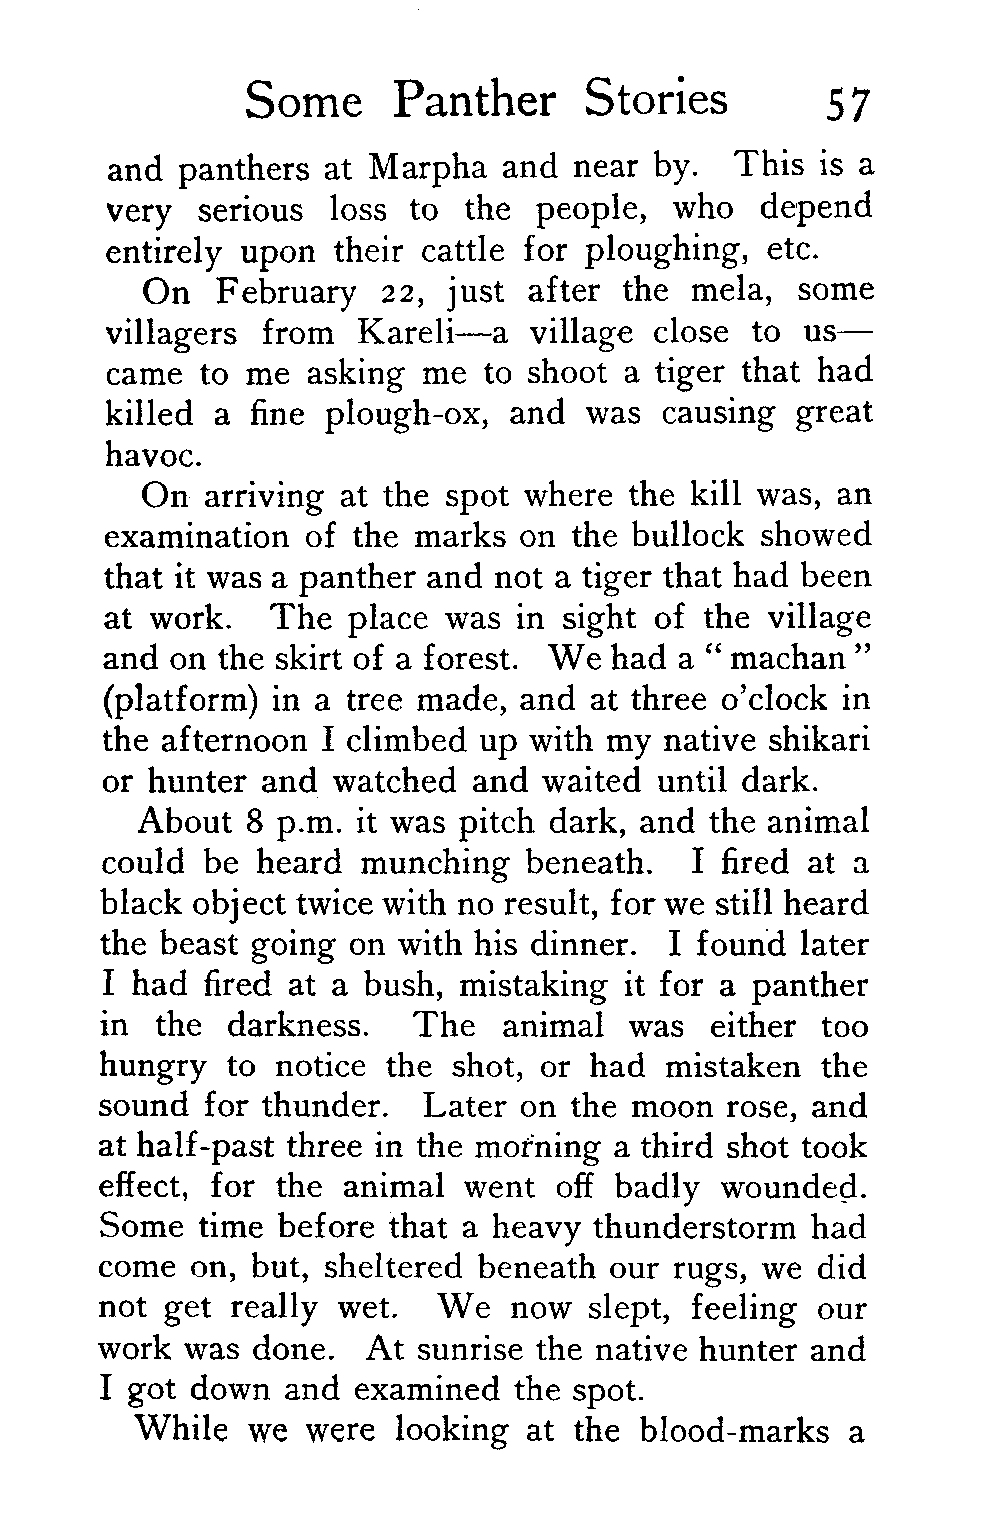 Some Panther Stories 57
and panthers at Marpha and near by. This is a
very serious loss to the people, who depend
entirely upon their cattle for ploughing, etc.
On February 22, just after the mela, some
villagers from Kareli—a village close to us—
came to me asking me to shoot a tiger that had
killed a fine plough-ox, and was causing great
havoc.
On arriving at the spot where the kill was, an
examination of the marks on the bullock showed
that it was a panther and not a tiger that had been
at work. The place was in sight of the village
and on the skirt of a forest. We had a “ machan ”
(platform) in a tree made, and at three o’clock in
the afternoon I climbed up with my native shikari
or hunter and watched and waited until dark.
About 8 p.m. it was pitch dark, and the animal
could be heard munching beneath. I fired at a
black object twice with no result, for we still heard
the beast going on with his dinner. I found later
I had fired at a bush, mistaking it for a panther
in the darkness. The animal was either too
hungry to notice the shot, or had mistaken the
sound for thunder. Later on the moon rose, and
at half-past three in the morning a third shot took
effect, for the animal went off badly wounded.
Some time before that a heavy thunderstorm had
come on, but, sheltered beneath our rugs, we did
not get really wet. We now slept, feeling our
work was done. At sunrise the native hunter and
I got down and examined the spot.
While we were looking at the blood-marks a